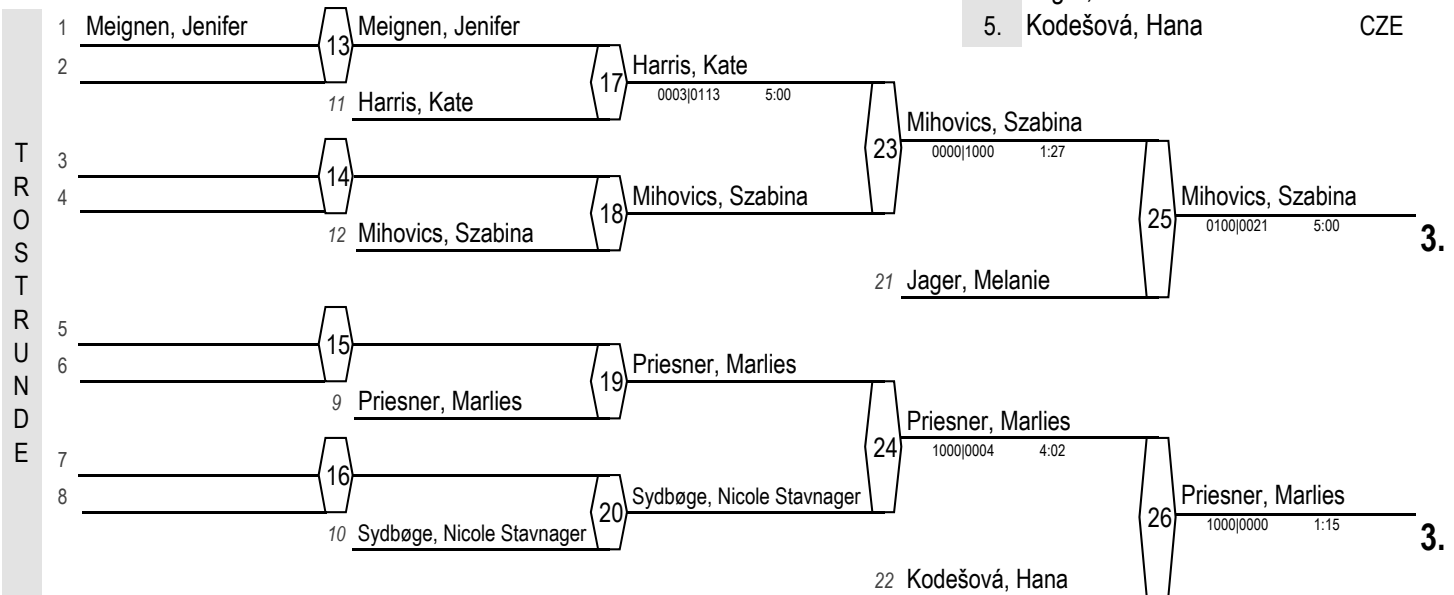 5. Kodešová, Hana CZE
TROSTRUNDE
1 Meignen, Jenifer
2
13 Meignen, Jenifer
11 Harris, Kate
17 Harris, Kate
0003|0113 5:00
3
4
14
12 Mihovics, Szabina
18 Mihovics, Szabina
23 Mihovics, Szabina
0000|1000 1:27
21 Jager, Melanie
25 Mihovics, Szabina
0100|0021 5:00
3.
5
6
15
9 Priesner, Marlies
19 Priesner, Marlies
7
8
16
10 Sydbøge, Nicole Stavnager
20 Sydbøge, Nicole Stavnager
24 Priesner, Marlies
1000|0004 4:02
22 Kodešová, Hana
26 Priesner, Marlies
1000|0000 1:15
3.